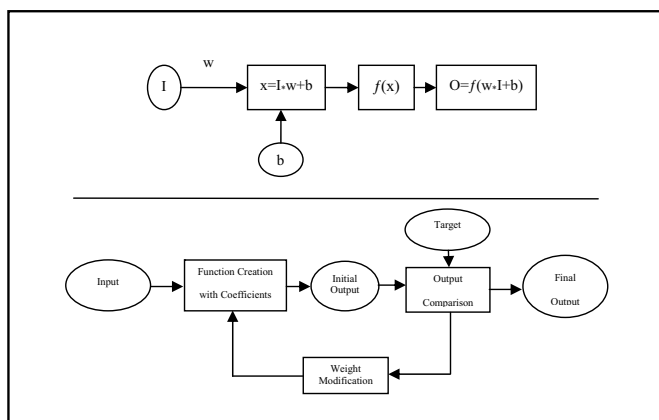 w
I
x=I*w+b
f(x)
O=f(w*I+b)
b
Target
Input
Function Creation
with Coefficients
Initial
Output
Output
Comparison
Final
Output
Weight
Modification